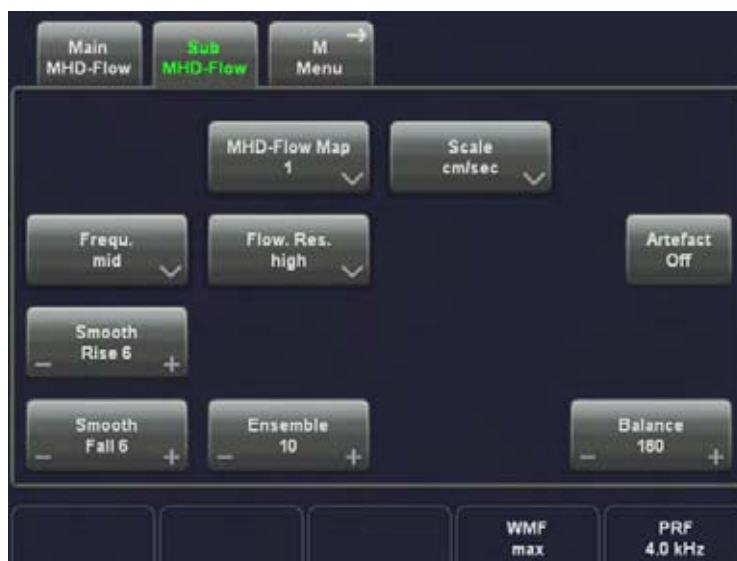 Main
MHD-Flow
Sub
MHD-Flow
M
Menu
MHD-Flow Map
1
Scale
cm/sec
Frequ.
mid
Flow. Res.
high
Artefact
Off
Smooth
Rise 6
Smooth
Fall 6
Ensemble
10
Balance
180
WMF
max
PRF
4.0 kHz